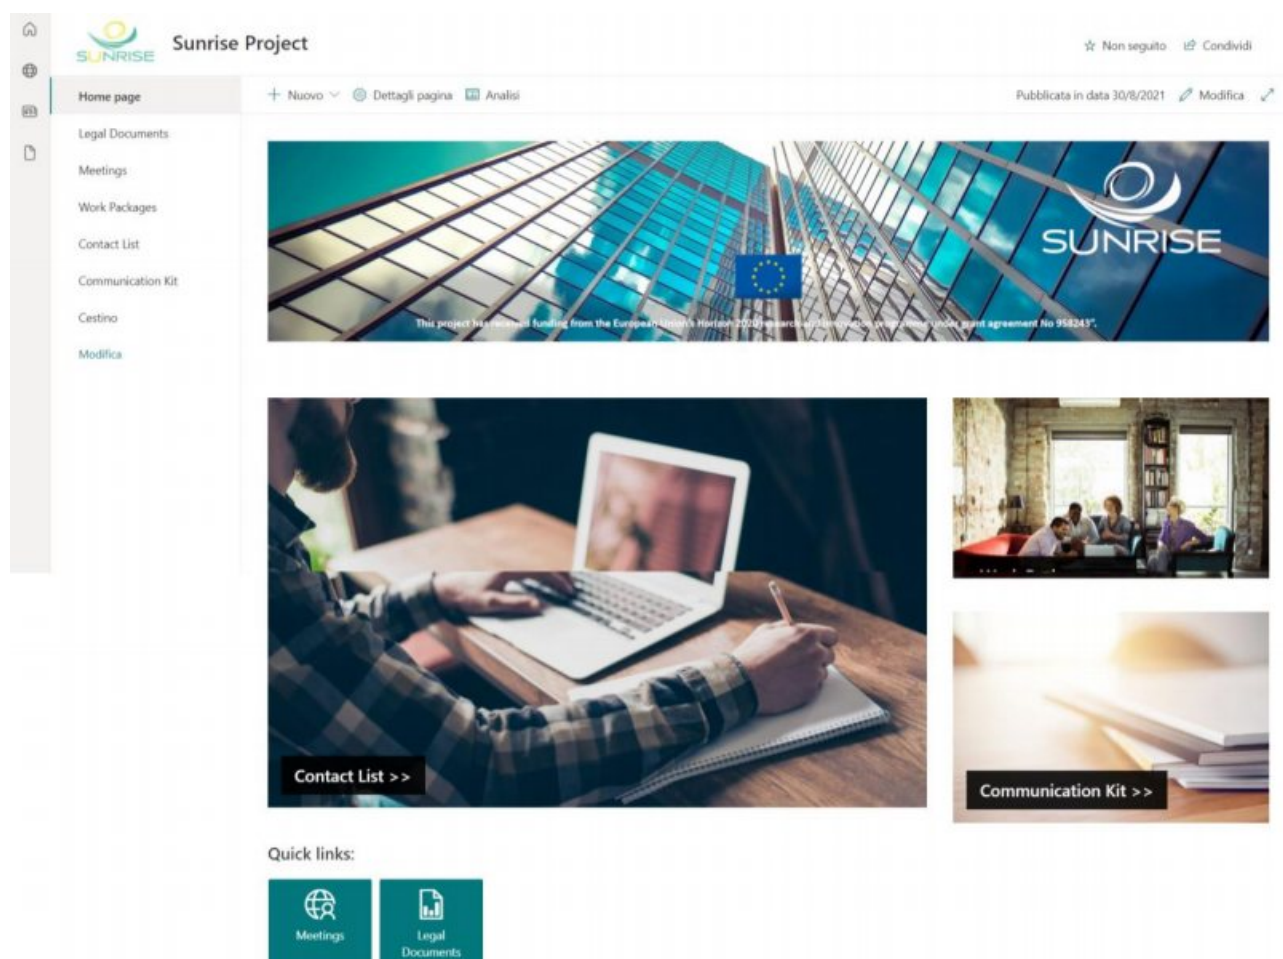 SUNRISE
Sunrise Project
Non seguito
Condividi
Home page
Legal Documents
Meetings
Work Packages
Contact List
Communication Kit
Cestino
Modifica
Nuovo
Dettagli pagina
Analisi
Pubblicata in data 30/8/2021
Modifica
SUNRISE
This project has received funding from the European Union's Horizon 2020 research and innovation programme under grant agreement No 958243".
Contact List >>
Communication Kit >>
Quick links:
Meetings
Legal
Documents